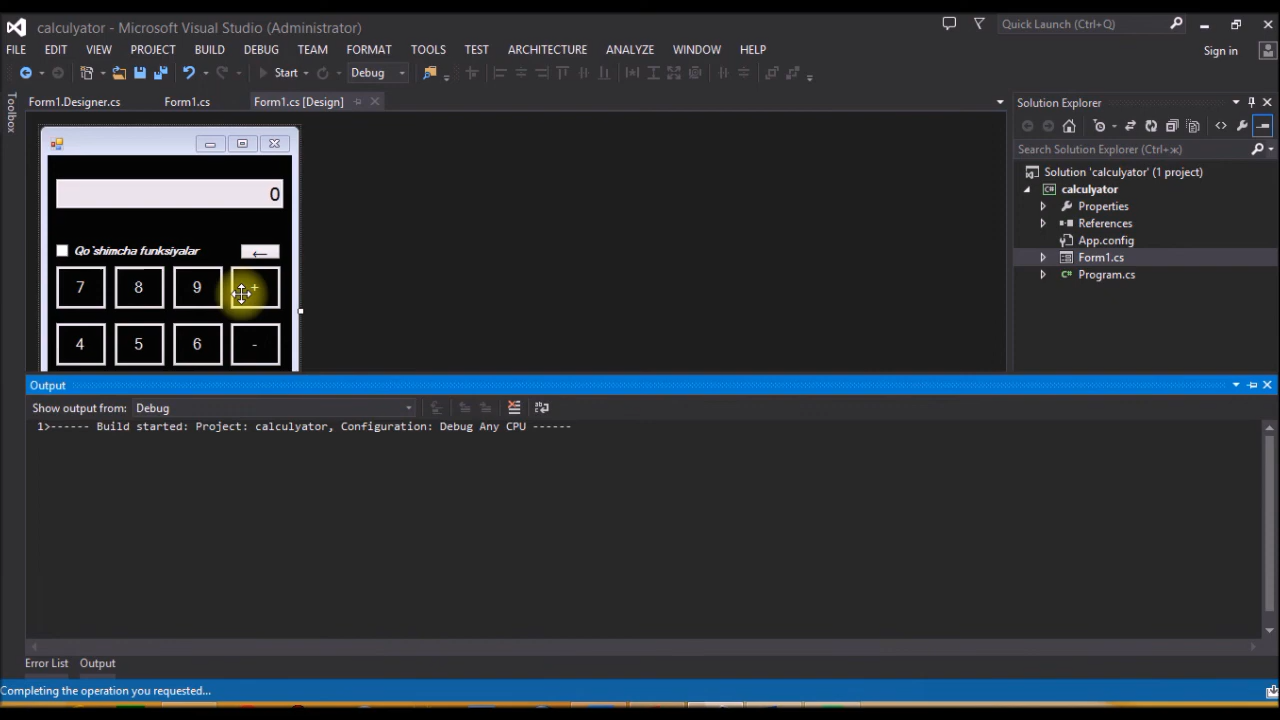 calculyator - Microsoft Visual Studio (Administrator)
Quick Launch (Ctrl+Q)
FILE EDIT VIEW PROJECT BUILD DEBUG TEAM FORMAT TOOLS TEST ARCHITECTURE ANALYZE WINDOW HELP
Sign in
Start
Debug
Toolbox
Form1.Designer.cs
Form1.cs
Form1.cs [Design]
0
Qo`shimcha funksiyalar
←
7 8 9 +
4 5 6 -
Solution Explorer
Search Solution Explorer (Ctrl+ж)
Solution 'calculyator' (1 project)
calculyator
Properties
References
App.config
Form1.cs
Program.cs
Output
Show output from: Debug
1>------ Build started: Project: calculyator, Configuration: Debug Any CPU ------
Error List
Output
Completing the operation you requested...